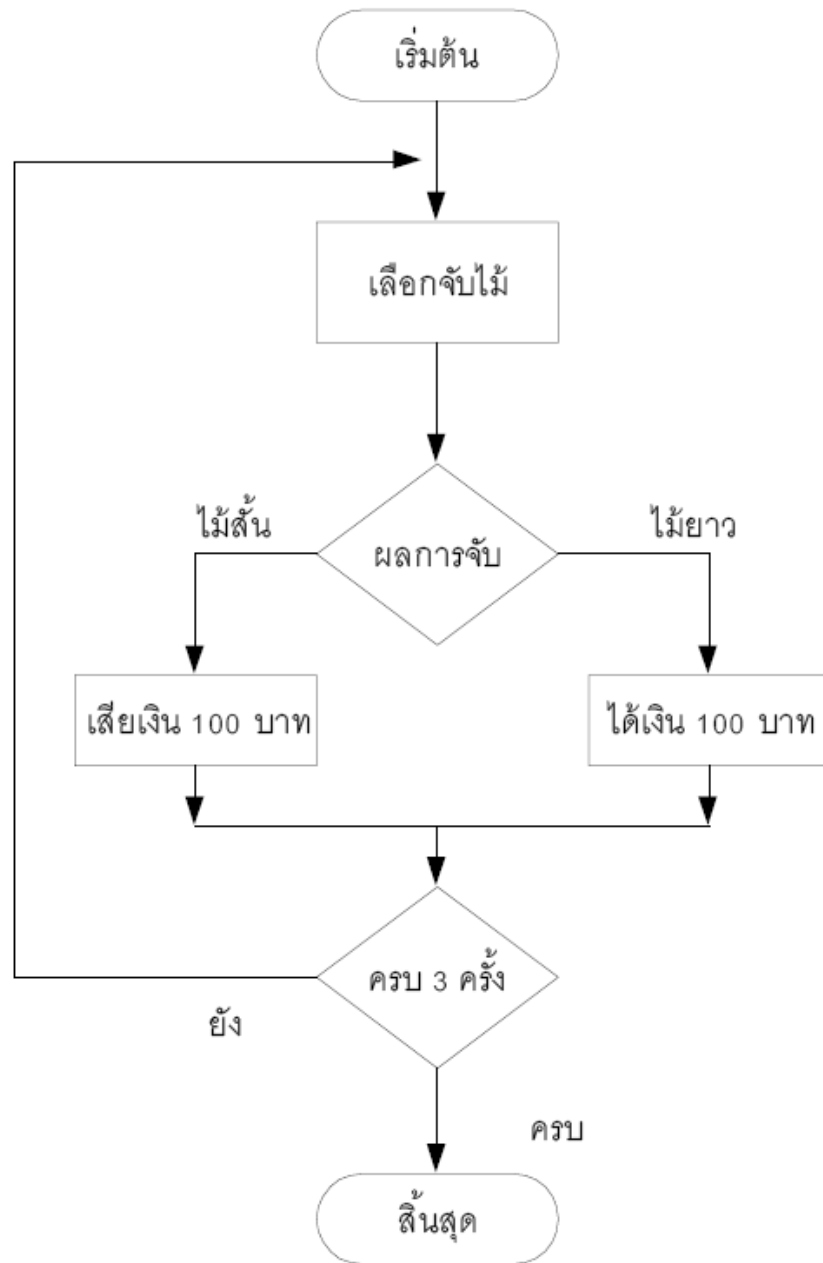 เริ่มต้น
เลือกจับไม้
ไม้สั้น
ไม้ยาว
ผลการจับ
เสียเงิน 100 บาท
ได้เงิน 100 บาท
ครบ 3 ครั้ง
ยัง
ครบ
สิ้นสุด